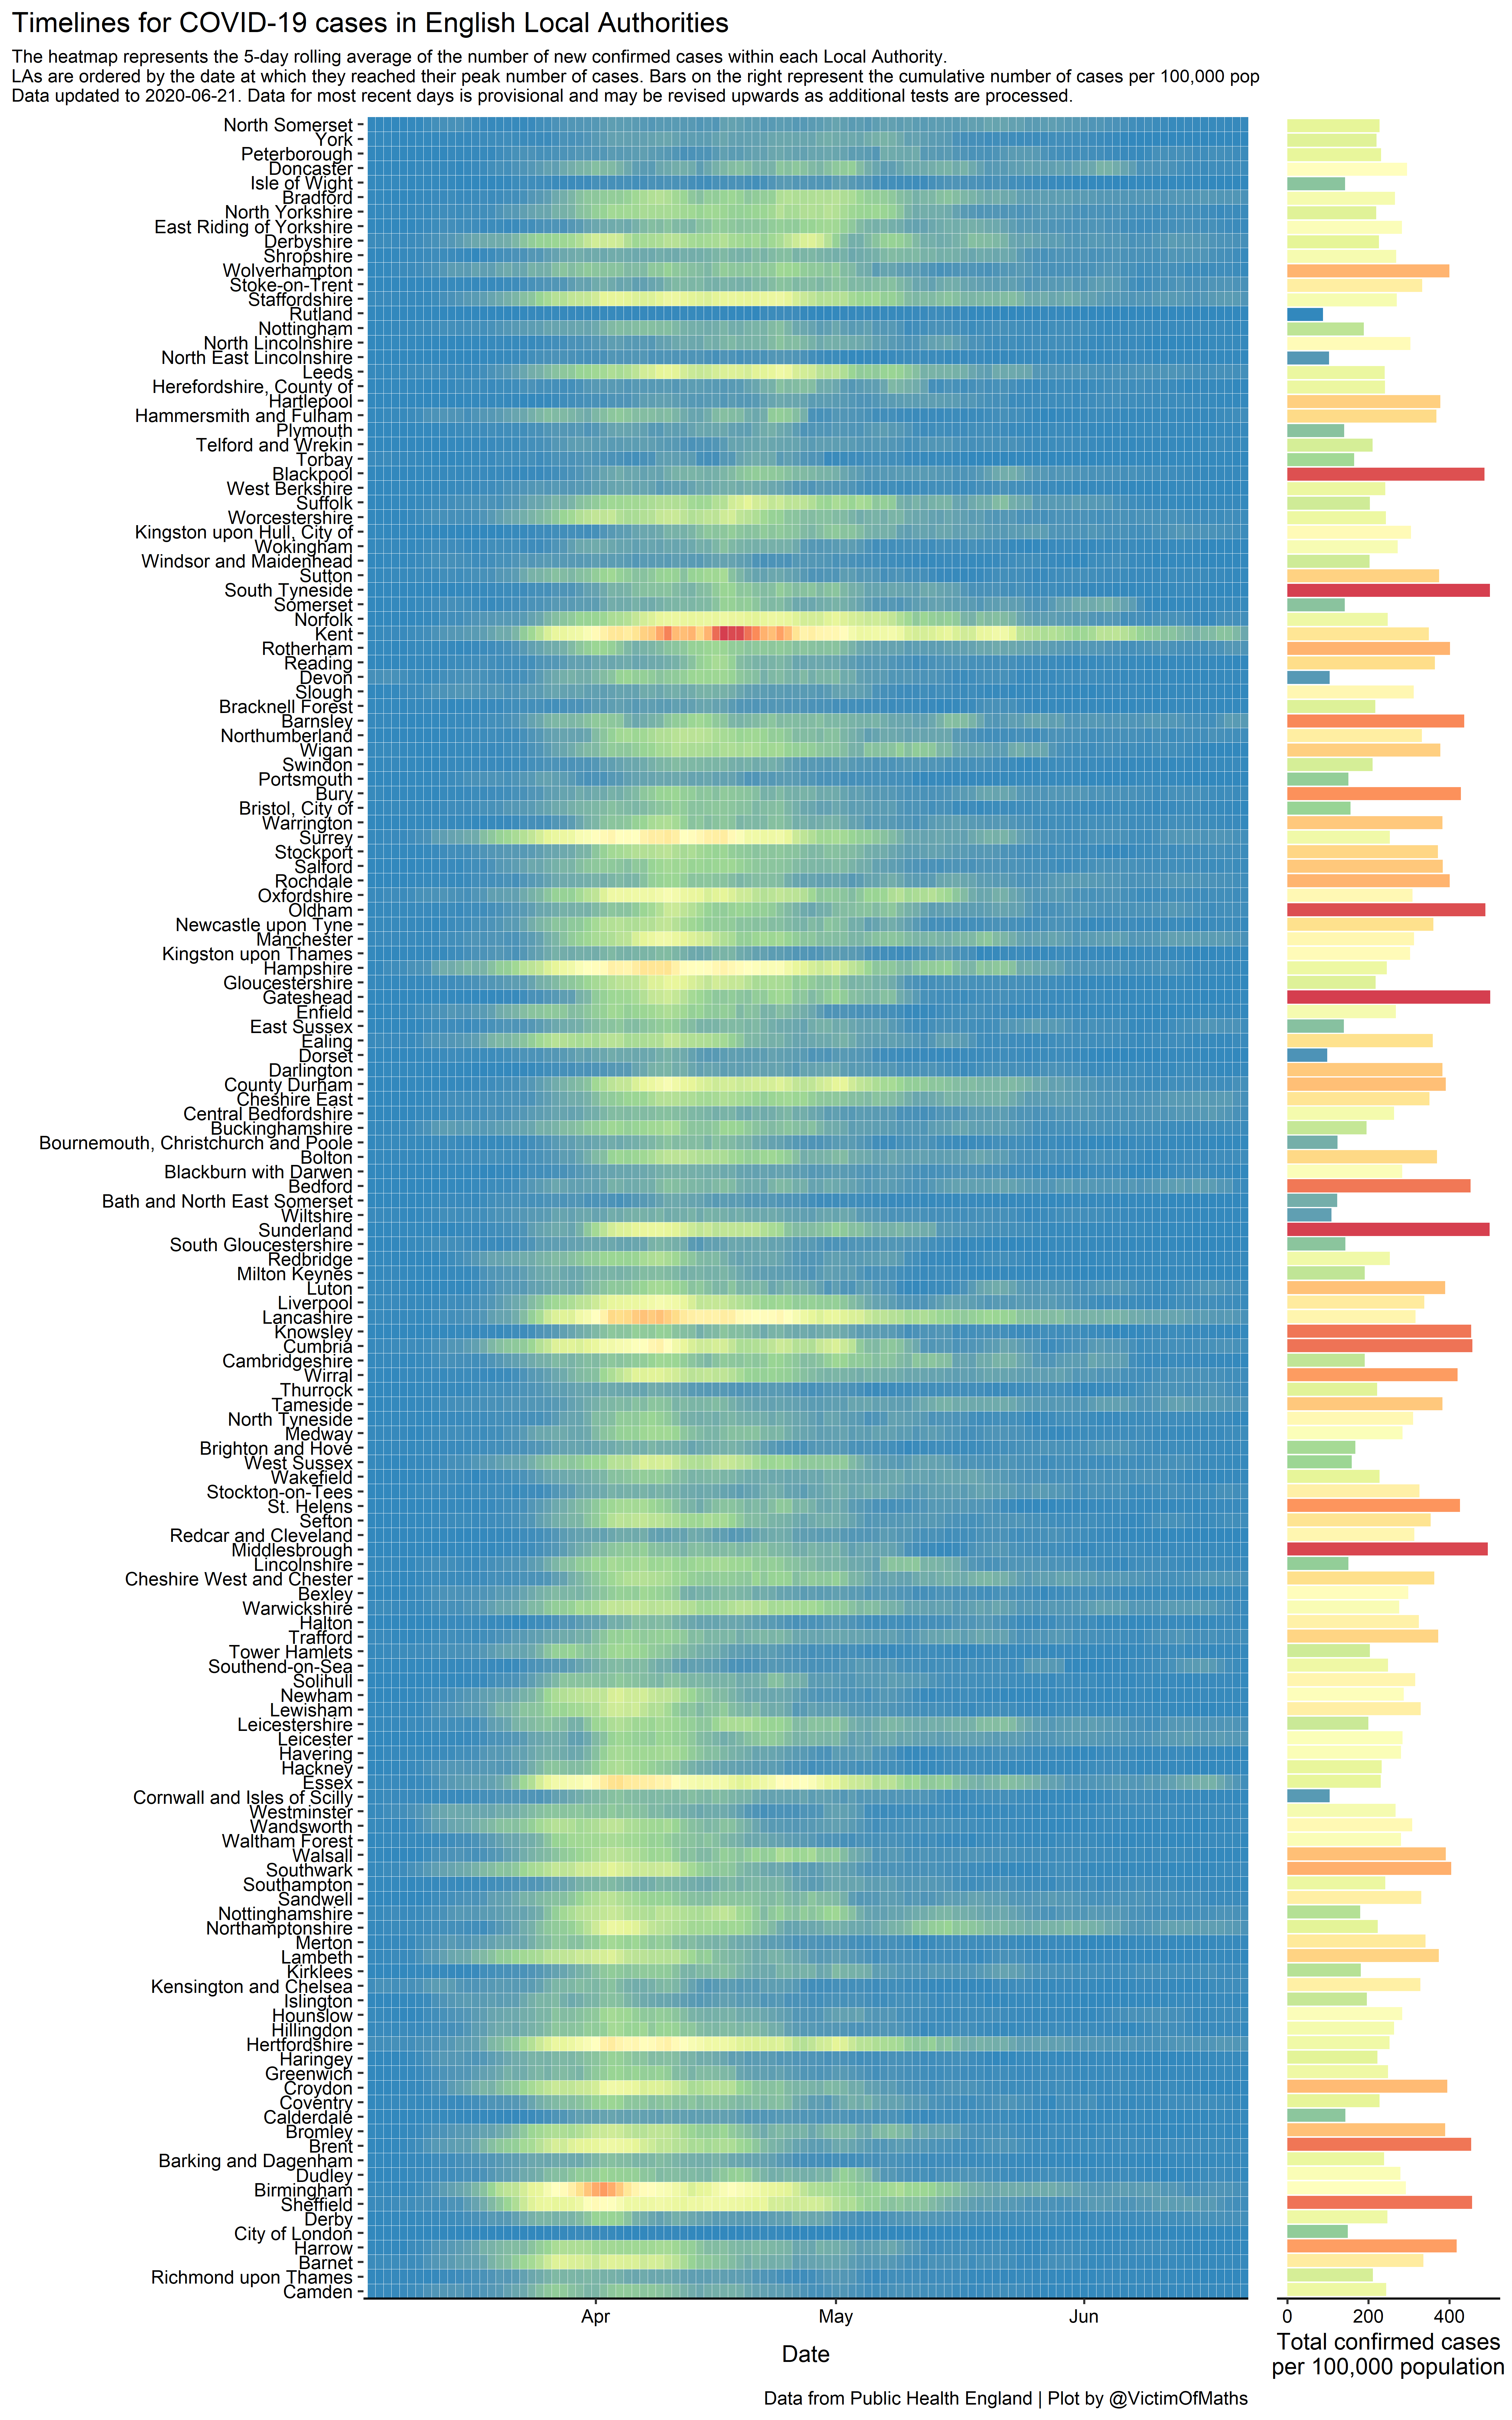 Timelines for COVID-19 cases in English Local Authorities
The heatmap represents the 5-day rolling average of the number of new confirmed cases within each Local Authority.
LAs are ordered by the date at which they reached their peak number of cases. Bars on the right represent the cumulative number of cases per 100,000 pop
Data updated to 2020-06-21. Data for most recent days is provisional and may be revised upwards as additional tests are processed.
North Somerset
York
Peterborough
Doncaster
Isle of Wight
Bradford
North Yorkshire
East Riding of Yorkshire
Derbyshire
Shropshire
Wolverhampton
Stoke-on-Trent
Staffordshire
Rutland
Nottingham
North Lincolnshire
North East Lincolnshire
Leeds
Herefordshire, County of
Hartlepool
Hammersmith and Fulham
Plymouth
Telford and Wrekin
Torbay
Blackpool
West Berkshire
Suffolk
Worcestershire
Kingston upon Hull, City of
Wokingham
Windsor and Maidenhead
Sutton
South Tyneside
Somerset
Norfolk
Kent
Rotherham
Reading
Devon
Slough
Bracknell Forest
Barnsley
Northumberland
Wigan
Swindon
Portsmouth
Bury
Bristol, City of
Warrington
Surrey
Stockport
Salford
Rochdale
Oxfordshire
Oldham
Newcastle upon Tyne
Manchester
Kingston upon Thames
Hampshire
Gloucestershire
Gateshead
Enfield
East Sussex
Ealing
Dorset
Darlington
County Durham
Cheshire East
Central Bedfordshire
Buckinghamshire
Bournemouth, Christchurch and Poole
Bolton
Blackburn with Darwen
Bedford
Bath and North East Somerset
Wiltshire
Sunderland
South Gloucestershire
Redbridge
Milton Keynes
Luton
Liverpool
Lancashire
Knowsley
Cumbria
Cambridgeshire
Wirral
Thurrock
Tameside
North Tyneside
Medway
Brighton and Hove
West Sussex
Wakefield
Stockton-on-Tees
St. Helens
Sefton
Redcar and Cleveland
Middlesbrough
Lincolnshire
Cheshire West and Chester
Bexley
Warwickshire
Halton
Trafford
Tower Hamlets
Southend-on-Sea
Solihull
Newham
Lewisham
Leicestershire
Leicester
Havering
Hackney
Essex
Cornwall and Isles of Scilly
Westminster
Wandsworth
Waltham Forest
Walsall
Southwark
Southampton
Sandwell
Nottinghamshire
Northamptonshire
Merton
Lambeth
Kirklees
Kensington and Chelsea
Islington
Hounslow
Hillingdon
Hertfordshire
Haringey
Greenwich
Croydon
Coventry
Calderdale
Bromley
Brent
Barking and Dagenham
Dudley
Birmingham
Sheffield
Derby
City of London
Harrow
Barnet
Richmond upon Thames
Camden
Apr May Jun
Date
0 200 400
Total confirmed cases
per 100,000 population
Data from Public Health England | Plot by @VictimOfMaths